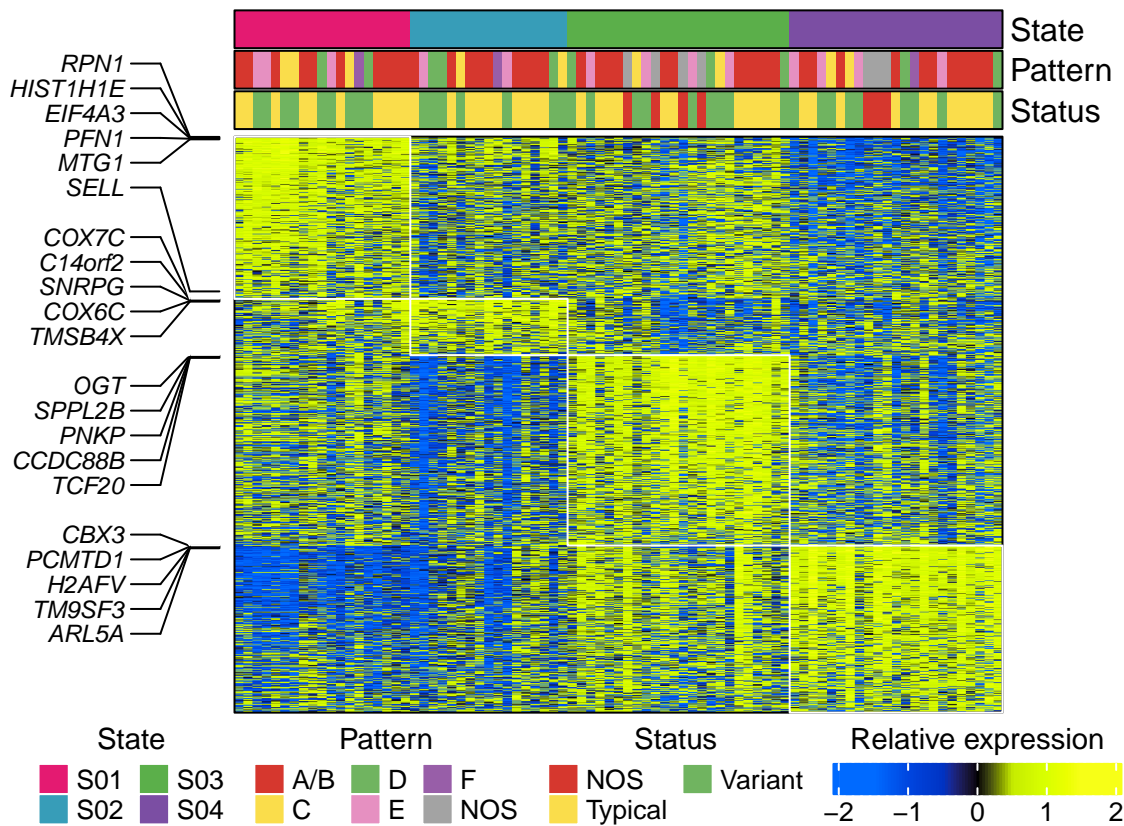 State
Pattern
Status
RPN1
HIST1H1E
EIF4A3
PFN1
MTG1
SELL
COX7C
C14orf2
SNRPG
COX6C
TMSB4X
OGT
SPPL2B
PNKP
CCDC88B
TCF20
CBX3
PCMTD1
H2AFV
TM9SF3
ARL5A
State Pattern Status Relative expression
S01 S03 A/B D F NOS Variant
S02 S04 C E NOS Typical
−2 −1 0 1 2